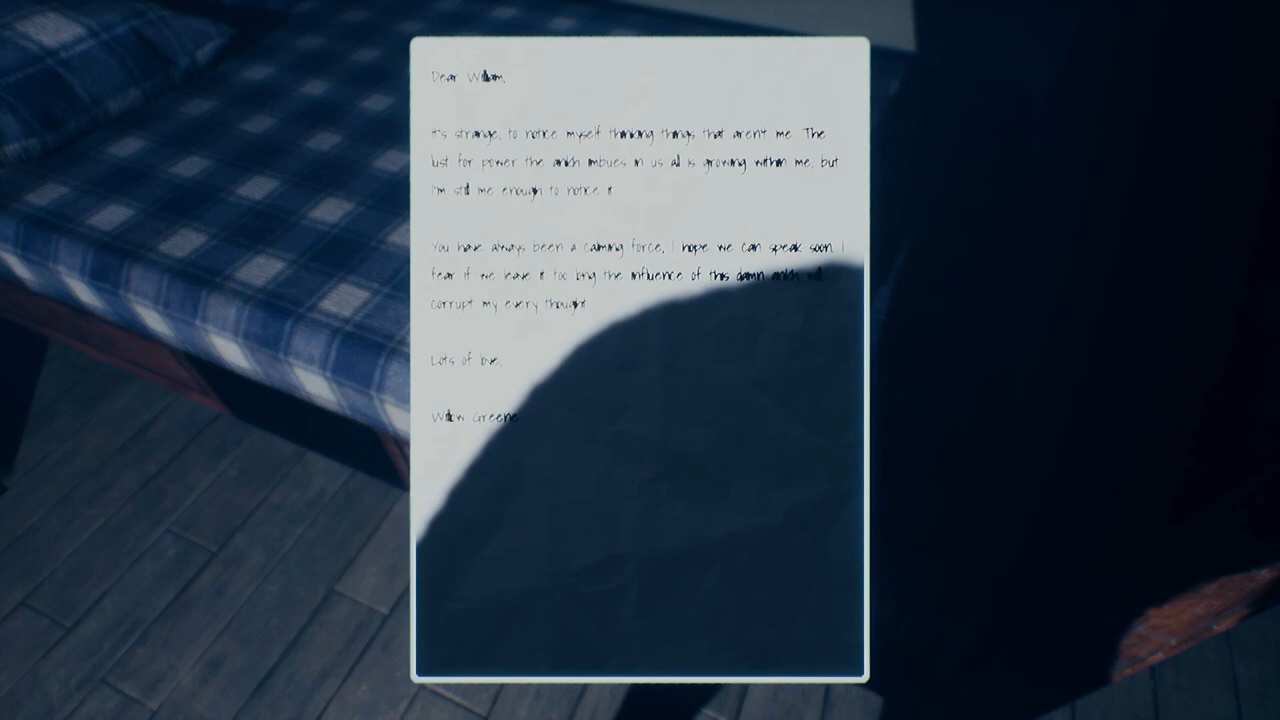 Dear William,
It's strange, to notice myself thinking things that aren't me. The
lust for power the ankh imbues in us all is growing within me, but
I'm still me enough to notice it
You have always been a calming force, I hope we can speak soon. I
fear if we leave it too long the influence of this damn ankh will
corrupt my every thought
Lots of love,
Willow Greene